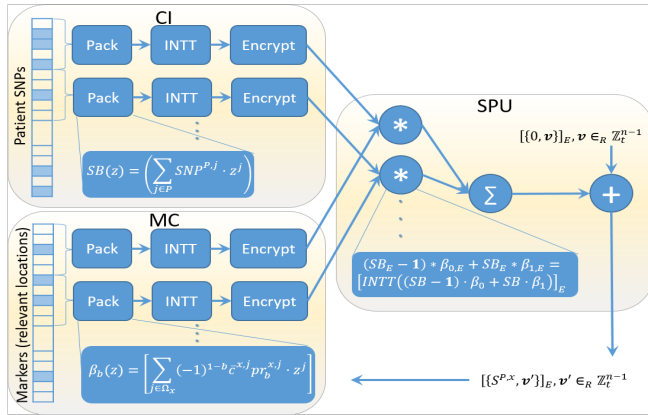 CI
Patient SNPs
Pack
INTT
Encrypt
Pack
INTT
Encrypt
SB(z) = (∑_{j∈P} SNP^{P,j} · z^j)
MC
Markers (relevant locations)
Pack
INTT
Encrypt
Pack
INTT
Encrypt
β_b(z) = [∑_{j∈Ω_x} (-1)^{1-b} c̄^{x,j} pr_b^{x,j} · z^j]
SPU
[{0, v}]_E, v ∈_R ℤ_t^{n-1}
*
*
Σ
+
(SB_E − 1) * β_{0,E} + SB_E * β_{1,E} =
[INTT((SB − 1) · β_0 + SB · β_1)]_E
[{S^{P,x}, v'}]_E, v' ∈_R ℤ_t^{n-1}